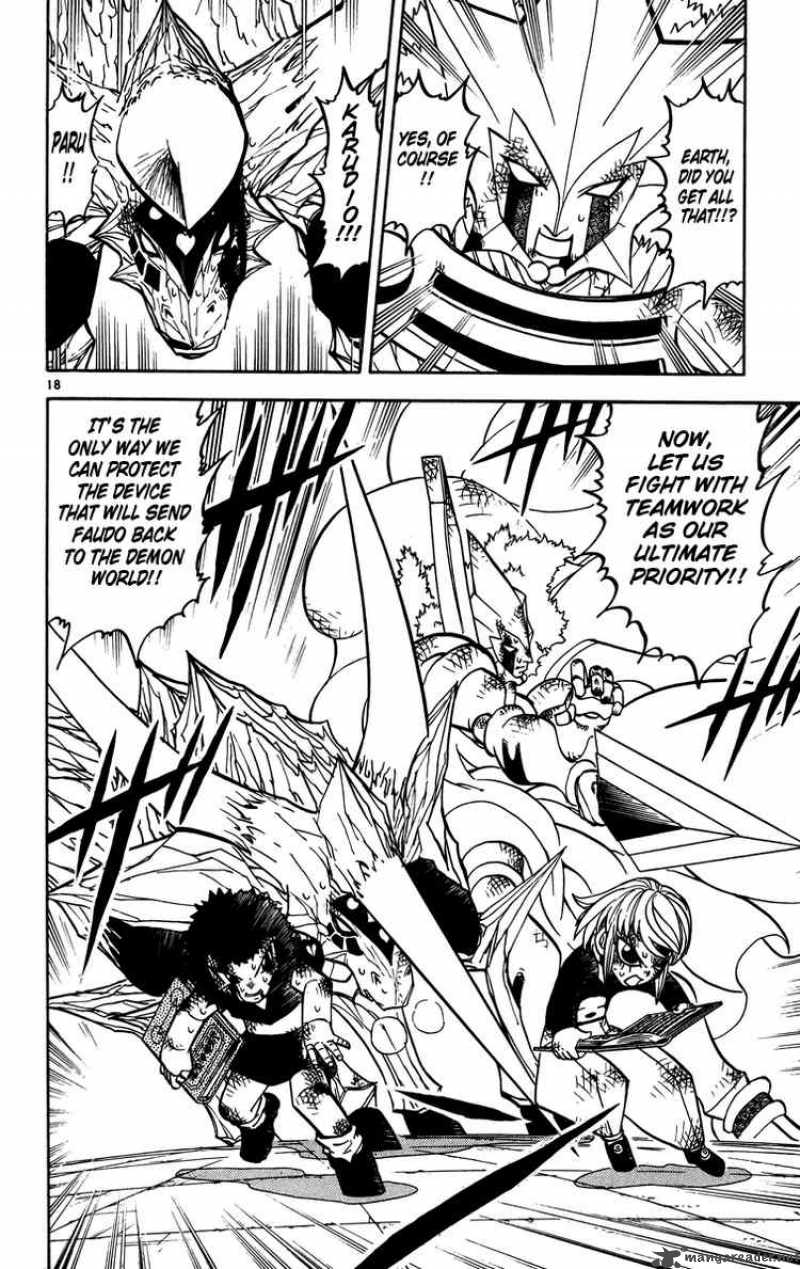 EARTH,
DID YOU
GET ALL
THAT!!?
YES, OF
COURSE
!!
KARUDIO!!!
PARU
!!
18
NOW,
LET US
FIGHT WITH
TEAMWORK
AS OUR
ULTIMATE
PRIORITY!!
IT'S THE
ONLY WAY WE
CAN PROTECT
THE DEVICE
THAT WILL SEND
FAUDO BACK
TO THE DEMON
WORLD!!
mangareader.net